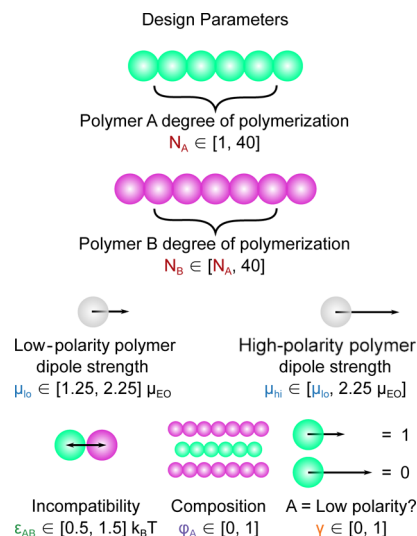 Design Parameters
Polymer A degree of polymerization
N_A ∈ [1, 40]
Polymer B degree of polymerization
N_B ∈ [N_A, 40]
Low-polarity polymer
dipole strength
μ_lo ∈ [1.25, 2.25] μ_EO
High-polarity polymer
dipole strength
μ_hi ∈ [μ_lo, 2.25 μ_EO]
= 1
= 0
Incompatibility
ε_AB ∈ [0.5, 1.5] k_BT
Composition
φ_A ∈ [0, 1]
A = Low polarity?
γ ∈ [0, 1]